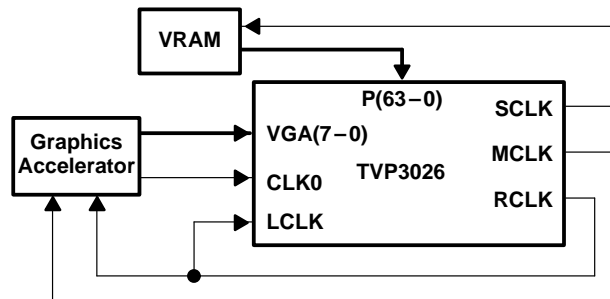 VRAM
P(63–0)
SCLK
Graphics
Accelerator
VGA(7–0)
MCLK
TVP3026
CLK0
RCLK
LCLK